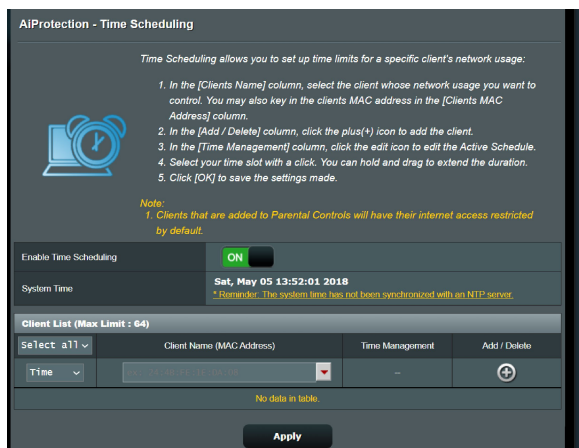 AiProtection - Time Scheduling
Time Scheduling allows you to set up time limits for a specific client's network usage:
1. In the [Clients Name] column, select the client whose network usage you want to
control. You may also key in the clients MAC address in the [Clients MAC
Address] column.
2. In the [Add / Delete] column, click the plus(+) icon to add the client.
3. In the [Time Management] column, click the edit icon to edit the Active Schedule.
4. Select your time slot with a click. You can hold and drag to extend the duration.
5. Click [OK] to save the settings made.
Note:
1. Clients that are added to Parental Controls will have their internet access restricted
by default.
Enable Time Scheduling ON
System Time Sat, May 05 13:52:01 2018
* Reminder: The system time has not been synchronized with an NTP server.
Client List (Max Limit : 64)
Select all Client Name (MAC Address) Time Management Add / Delete
Time –
No data in table.
Apply